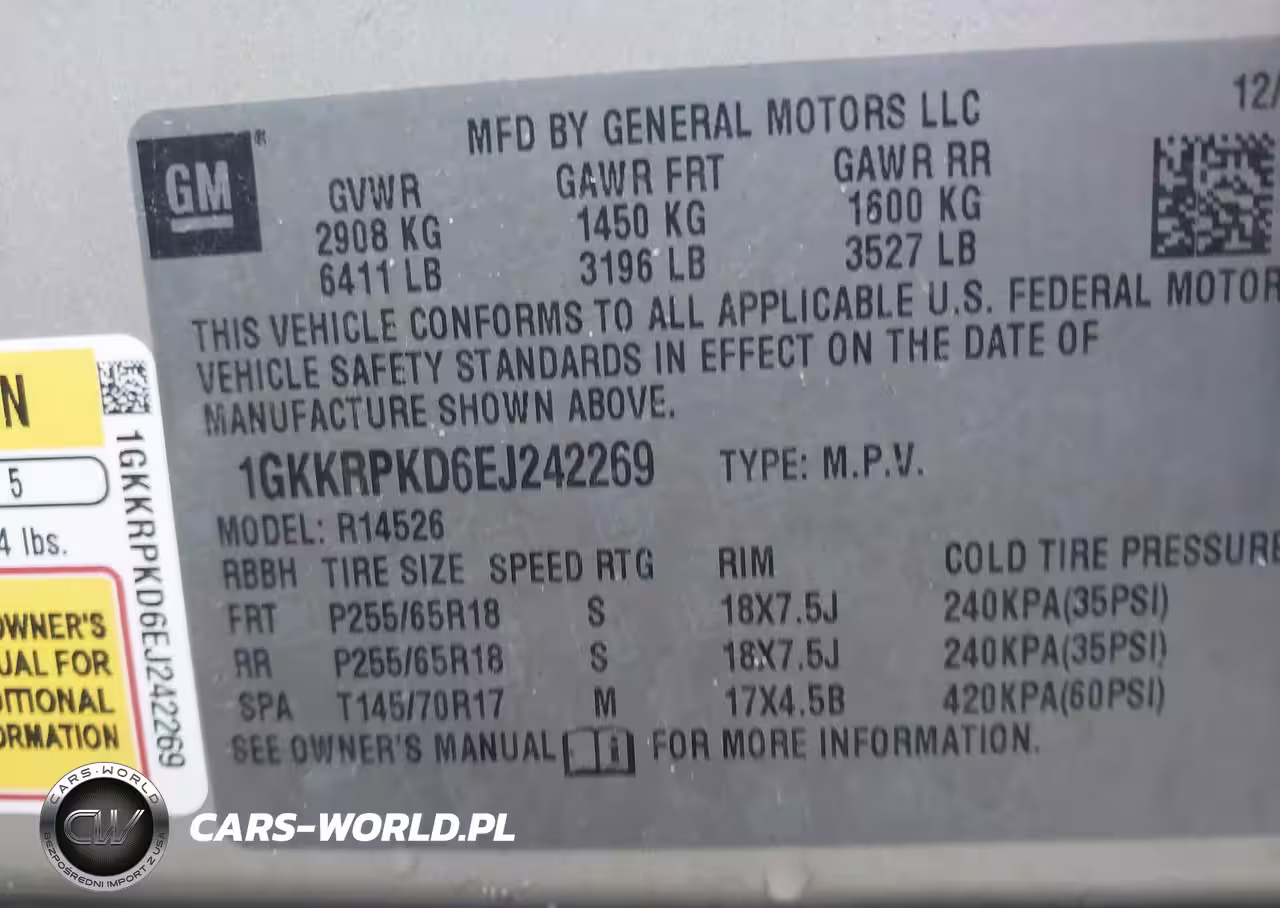 MFD BY GENERAL MOTORS LLC
12/
GM
®
GVWR GAWR FRT GAWR RR
2908 KG 1450 KG 1600 KG
6411 LB 3196 LB 3527 LB
THIS VEHICLE CONFORMS TO ALL APPLICABLE U.S. FEDERAL MOTOR
VEHICLE SAFETY STANDARDS IN EFFECT ON THE DATE OF
MANUFACTURE SHOWN ABOVE.
1GKKRPKD6EJ242269 TYPE: M.P.V.
MODEL: R14526
RBBH TIRE SIZE SPEED RTG RIM COLD TIRE PRESSURE
FRT P255/65R18 S 18X7.5J 240KPA(35PSI)
RR P255/65R18 S 18X7.5J 240KPA(35PSI)
SPA T145/70R17 M 17X4.5B 420KPA(60PSI)
SEE OWNER'S MANUAL i FOR MORE INFORMATION.
N
5
4 lbs.
OWNER'S
UAL FOR
DITIONAL
ORMATION
1GKKRPKD6EJ242269
CARS-WORLD
CW
BEZPOŚREDNI IMPORT Z USA
CARS-WORLD.PL